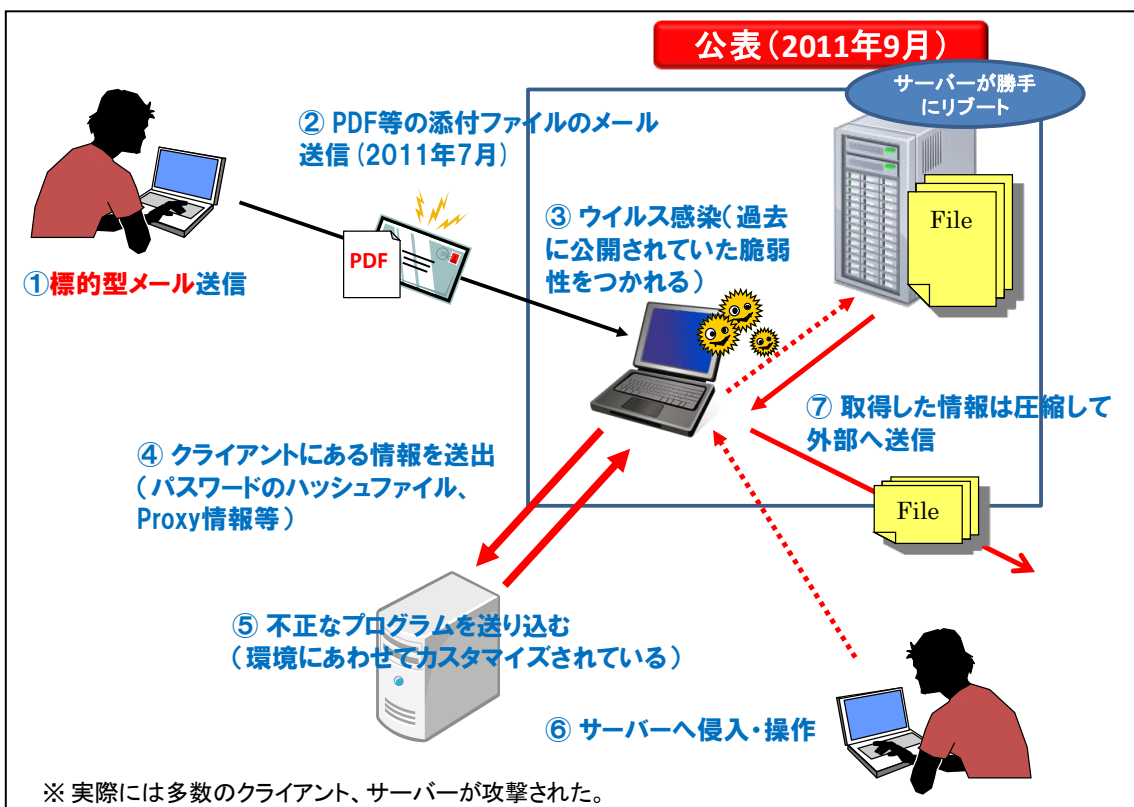 公表(2011年9月)
サーバーが勝手
にリブート
② PDF等の添付ファイルのメール
送信(2011年7月)
③ ウイルス感染(過去
に公開されていた脆弱
性をつかれる)
File
PDF
①標的型メール送信
⑦ 取得した情報は圧縮して
外部へ送信
④ クライアントにある情報を送出
(パスワードのハッシュファイル、
Proxy情報等)
File
⑤ 不正なプログラムを送り込む
(環境にあわせてカスタマイズされている)
⑥ サーバーへ侵入・操作
※ 実際には多数のクライアント、サーバーが攻撃された。